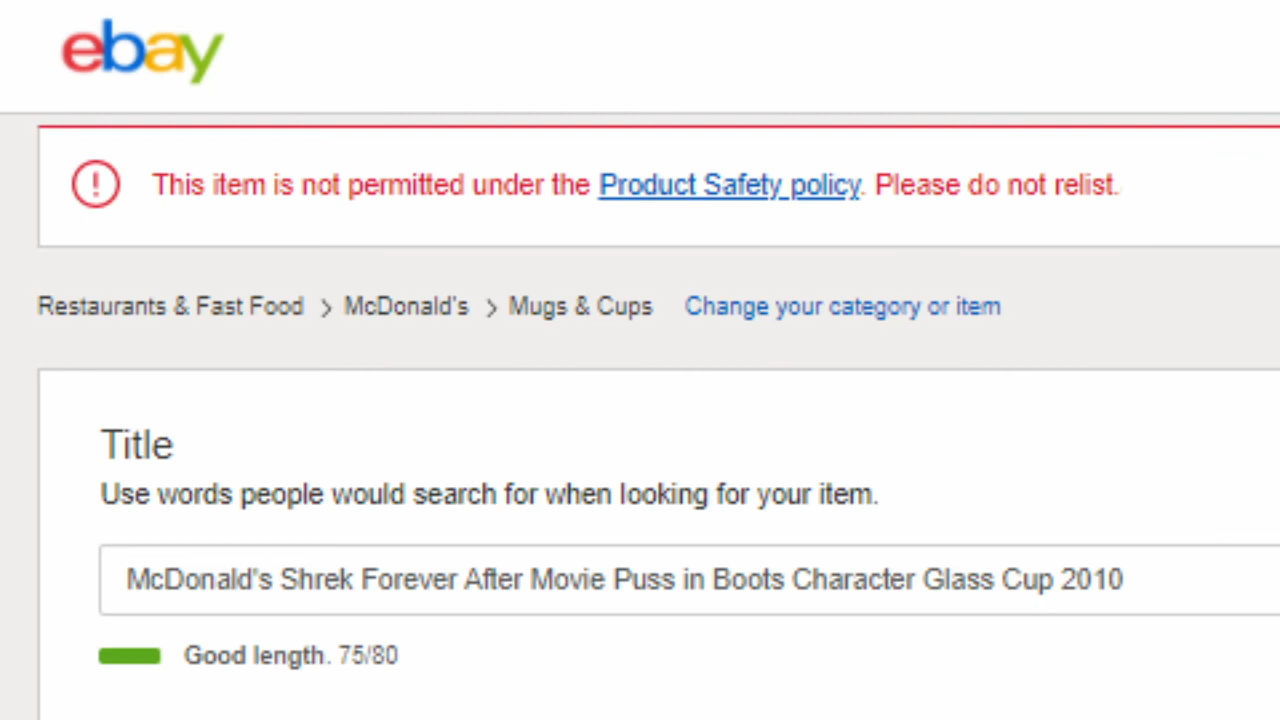 ebay
This item is not permitted under the Product Safety policy. Please do not relist.
Restaurants & Fast Food > McDonald's > Mugs & Cups Change your category or item
Title
Use words people would search for when looking for your item.
McDonald's Shrek Forever After Movie Puss in Boots Character Glass Cup 2010
Good length. 75/80